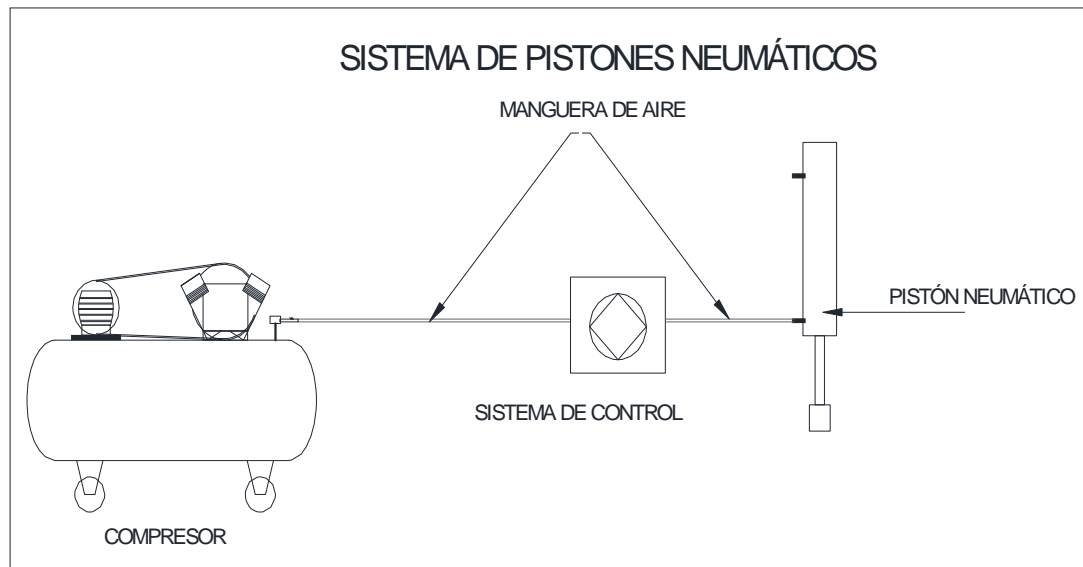 SISTEMA DE PISTONES NEUMÁTICOS
MANGUERA DE AIRE
PISTÓN NEUMÁTICO
SISTEMA DE CONTROL
COMPRESOR